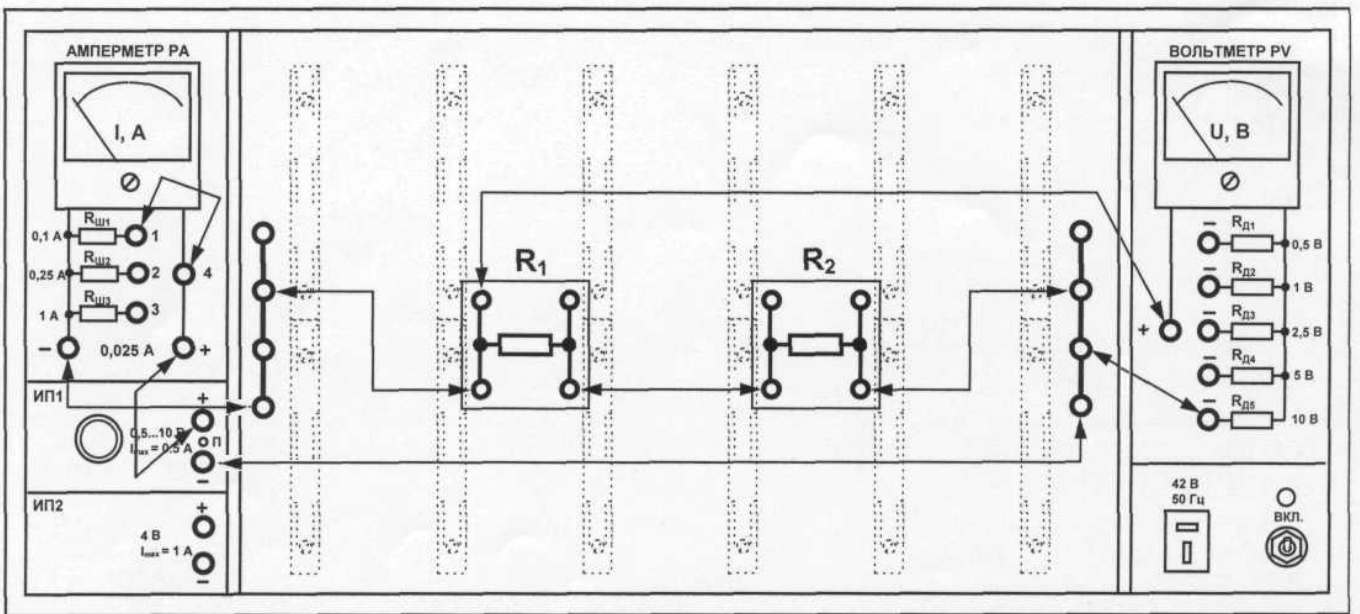 АМПЕРМЕТР РА
I, А
RШ1
0,1 А
1
RШ2
0,25 А
2
4
RШ3
1 А
3
−
0,025 А
+
ИП1
+
0,5...10 В
П
Imax = 0.5 А
−
ИП2
+
4 В
Imax = 1 А
−
R1
R2
ВОЛЬТМЕТР PV
U, В
−
RД1
0,5 В
−
RД2
1 В
+
−
RД3
2,5 В
−
RД4
5 В
−
RД5
10 В
42 В
50 Гц
ВКЛ.